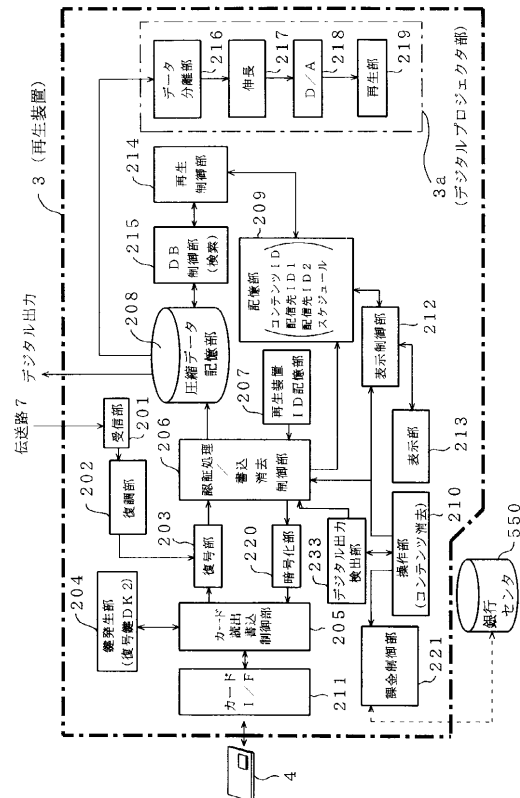 3 (再生装置)
伝送路7
デジタル出力
受信部
201
復調部
202
復号部
203
鍵発生部
(復号鍵DK2)
204
カード
読出
書込
制御部
205
認証処理
/
書込
消去
制御部
206
再生装置
ID記憶部
207
圧縮データ
記憶部
208
記憶部
コンテンツID
配信先ID1
配信先ID2
スケジュール
209
操作部
(コンテンツ消去)
210
カード
I/F
211
表示制御部
212
表示部
213
再生
制御部
214
DB
制御部
(検索)
215
データ
分離部
216
伸長
217
D/A
218
再生部
219
3a
(デジタルプロジェクタ部)
暗号化部
220
デジタル出力
検出部
233
課金制御部
221
銀行
センタ
550
4